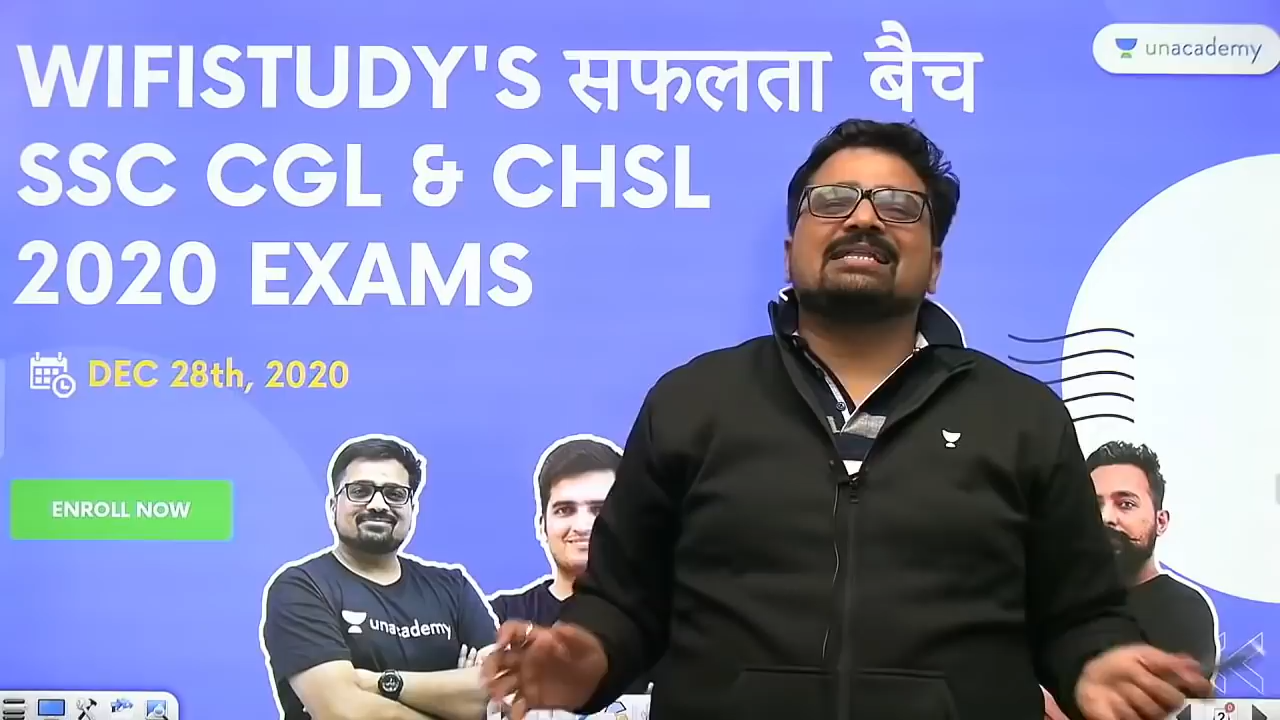 WIFISTUDY'S सफलता बैच
unacademy
SSC CGL & CHSL
2020 EXAMS
DEC 28th, 2020
ENROLL NOW
unacademy